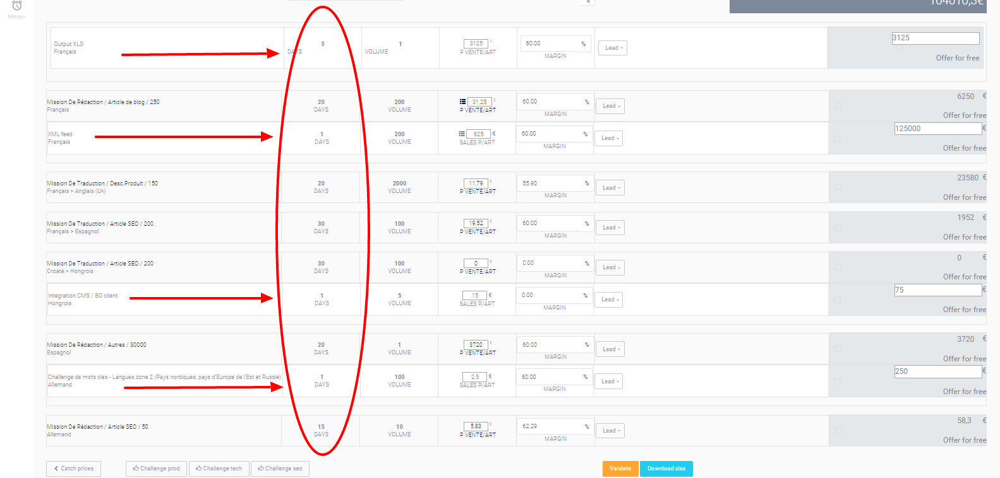 Mission
%
164010,3€
Output XLS
Français
5
DAYS
1
VOLUME
3125
P VENTE/ART
60.00 %
MARGIN
Lead
3125
Offer for free
Mission De Rédaction / Article de blog / 250
Français
20
DAYS
200
VOLUME
31,25 €
P VENTE/ART
60.00 %
MARGIN
Lead
6250 €
Offer for free
XML feed
Français
1
DAYS
200
VOLUME
625 €
SALES P/ART
60.00 %
MARGIN
Lead
125000 €
Offer for free
Mission De Traduction / Desc.Produit / 150
Français > Anglais (Uk)
20
DAYS
2000
VOLUME
11,79 €
P VENTE/ART
55.90 %
MARGIN
Lead
23580 €
Offer for free
Mission De Traduction / Article SEO / 200
Français > Espagnol
30
DAYS
100
VOLUME
19,52 €
P VENTE/ART
60.00 %
MARGIN
Lead
1952 €
Offer for free
Mission De Traduction / Article SEO / 200
Croate > Hongrois
30
DAYS
100
VOLUME
0 €
P VENTE/ART
0.00 %
MARGIN
Lead
0 €
Offer for free
Integration CMS / BO client
Hongrois
1
DAYS
5
VOLUME
15 €
SALES P/ART
0.00 %
MARGIN
Lead
75 €
Offer for free
Mission De Rédaction / Autres / 30000
Espagnol
20
DAYS
1
VOLUME
3720 €
P VENTE/ART
60.00 %
MARGIN
Lead
3720 €
Offer for free
Challenge de mots cles - Langues zone 2 (Pays nordiques, pays d'Europe de l'Est et Russie)
Allemand
1
DAYS
100
VOLUME
2,5 €
SALES P/ART
60.00 %
MARGIN
Lead
250 €
Offer for free
Mission De Rédaction / Article SEO / 50
Allemand
15
DAYS
10
VOLUME
5,83 €
P VENTE/ART
62.29 %
MARGIN
Lead
58,3 €
Offer for free
Catch prices
Challenge prod
Challenge tech
Challenge seo
Validate
Download xlsx